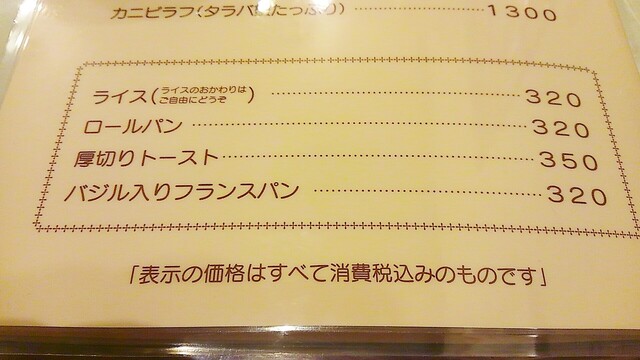 カニピラフ(タラバ蟹たっぷり) ……………… 1300
ライス(ライスのおかわりは ご自由にどうぞ) ……………… 320
ロールパン ……………… 320
厚切りトースト ……………… 350
バジル入りフランスパン ……………… 320
「表示の価格はすべて消費税込みのものです」